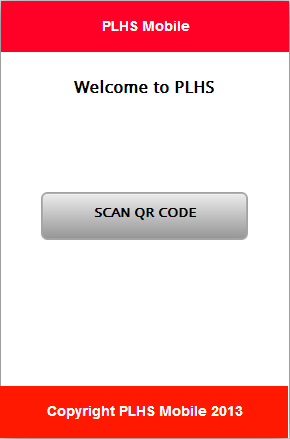 PLHS Mobile
Welcome to PLHS
SCAN QR CODE
Copyright PLHS Mobile 2013